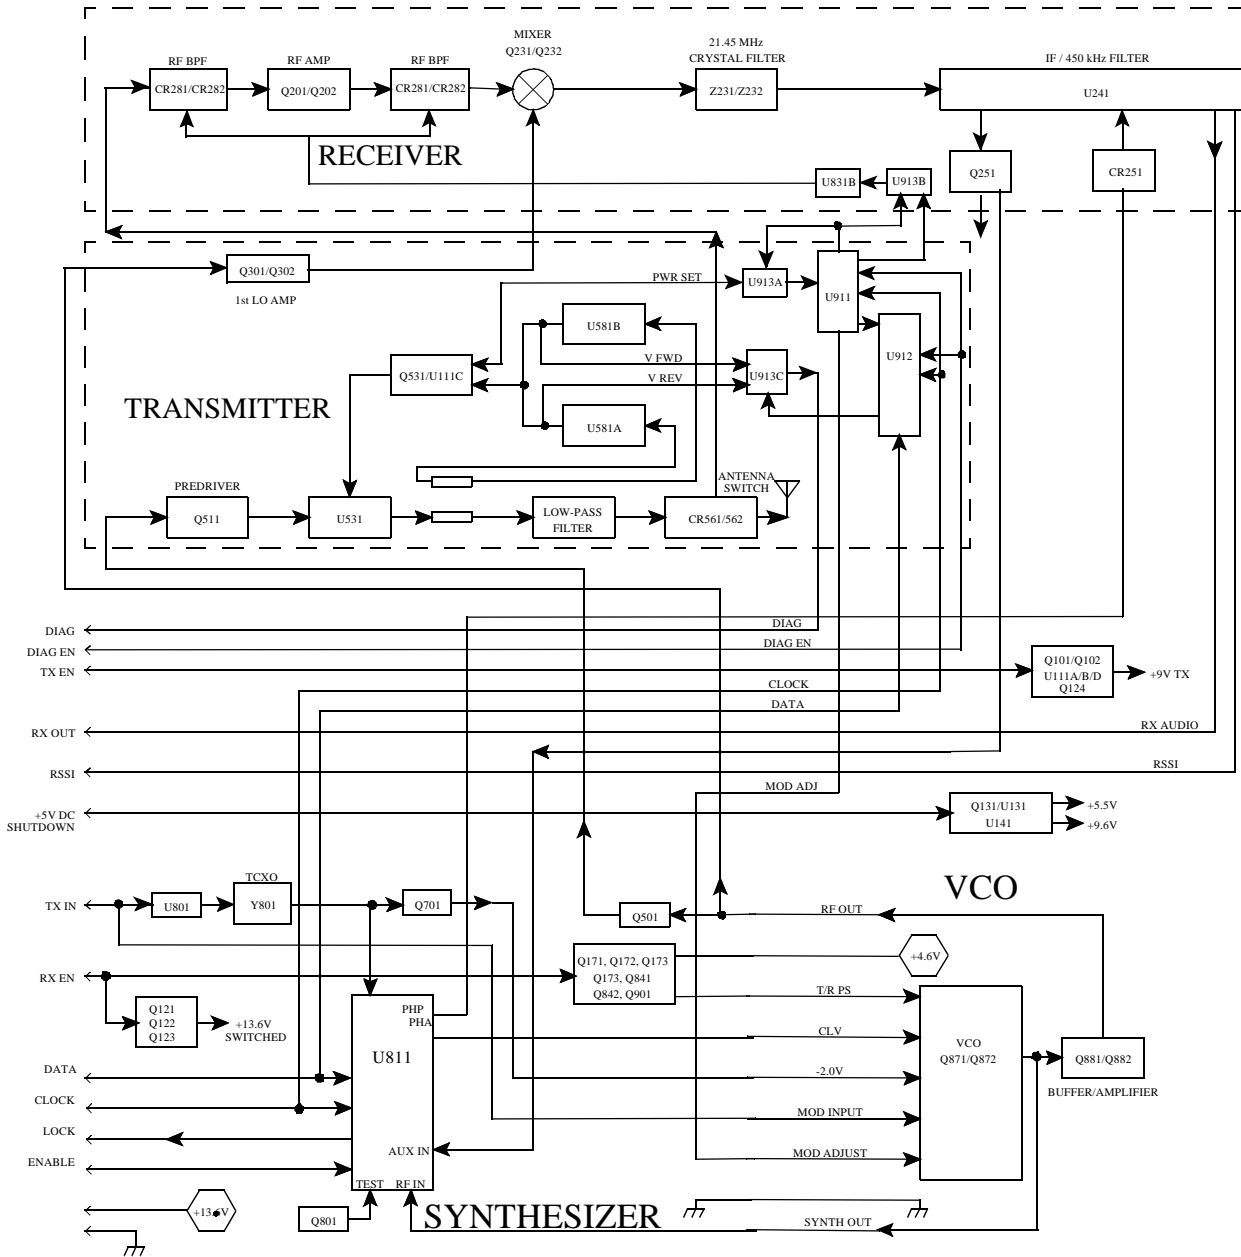 MIXER
Q231/Q232
21.45 MHz
CRYSTAL FILTER
RF BPF
RF AMP
RF BPF
IF / 450 kHz FILTER
CR281/CR282
Q201/Q202
CR281/CR282
Z231/Z232
U241
RECEIVER
Q251
CR251
U831B
U913B
Q301/Q302
1st LO AMP
PWR SET
U913A
U911
U581B
U912
Q531/U111C
V FWD
V REV
U913C
TRANSMITTER
U581A
PREDRIVER
ANTENNA
SWITCH
Q511
U531
LOW-PASS
FILTER
CR561/562
DIAG
DIAG
DIAG EN
DIAG EN
TX EN
Q101/Q102
U111A/B/D
Q124
+9V TX
CLOCK
DATA
RX OUT
RX AUDIO
RSSI
RSSI
MOD ADJ
+5V DC
SHUTDOWN
Q131/U131
U141
+5.5V
+9.6V
TCXO
VCO
TX IN
U801
Y801
Q701
Q501
RF OUT
Q171, Q172, Q173
Q173, Q841
Q842, Q901
+4.6V
RX EN
T/R PS
Q121
Q122
Q123
+13.6V
SWITCHED
PHP
PHA
U811
CLV
VCO
Q871/Q872
Q881/Q882
BUFFER/AMPLIFIER
DATA
-2.0V
CLOCK
MOD INPUT
LOCK
AUX IN
MOD ADJUST
ENABLE
TEST
RF IN
+13.6V
Q801
SYNTHESIZER
SYNTH OUT